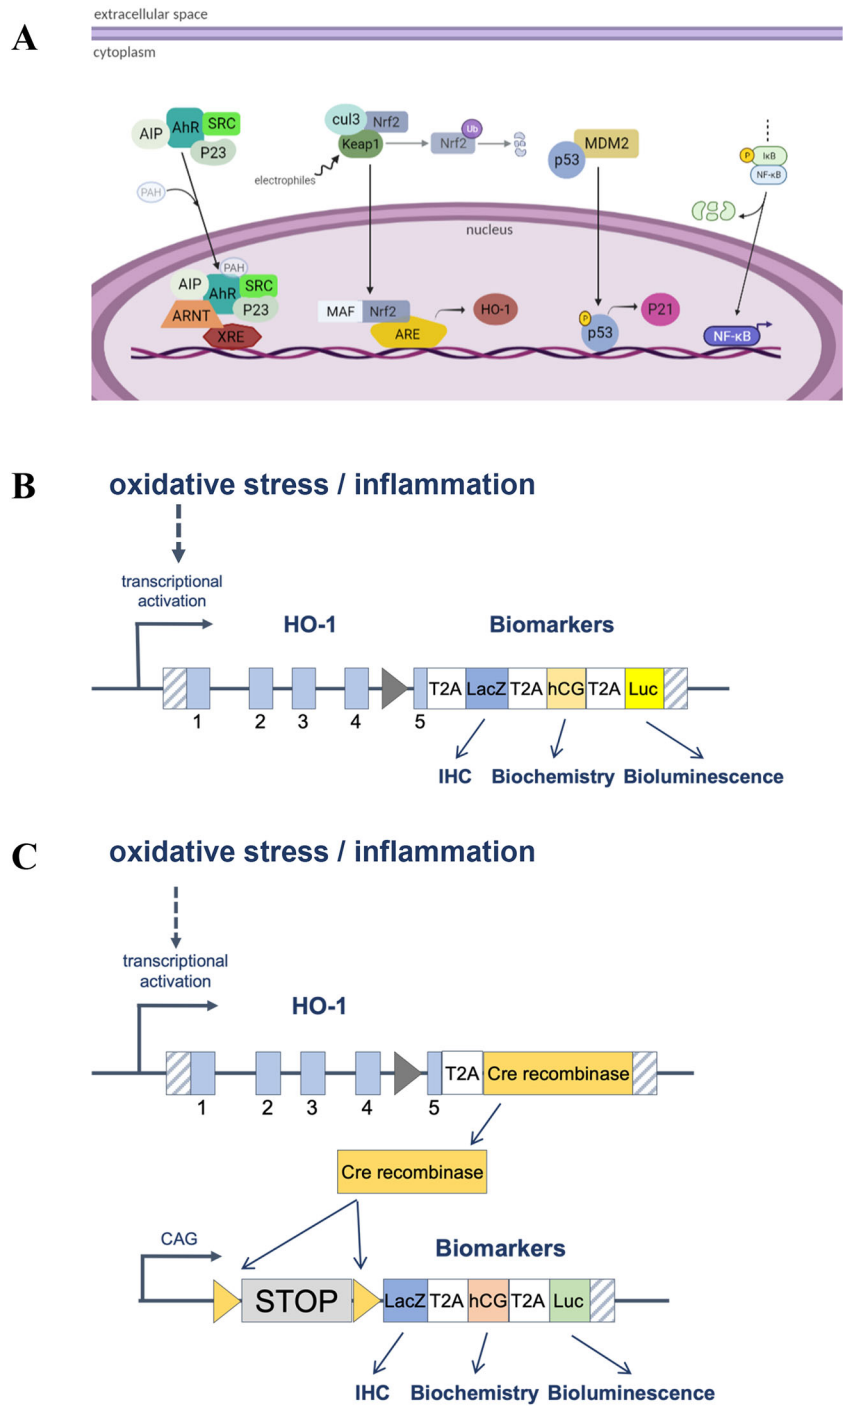 extracellular space
A
cytoplasm
AIP AhR SRC
P23
cul3 Nrf2
Keap1
Nrf2 Ub
electrophiles
p53 MDM2
P IκB
NF-κB
PAH
nucleus
PAH
AIP AhR SRC
ARNT P23
XRE
MAF Nrf2
ARE
HO-1
P
p53
P21
NF-κB
B
oxidative stress / inflammation
transcriptional
activation
HO-1 Biomarkers
T2A LacZ T2A hCG T2A Luc
1 2 3 4 5
IHC Biochemistry Bioluminescence
C
oxidative stress / inflammation
transcriptional
activation
HO-1
T2A Cre recombinase
1 2 3 4 5
Cre recombinase
CAG
Biomarkers
STOP LacZ T2A hCG T2A Luc
IHC Biochemistry Bioluminescence